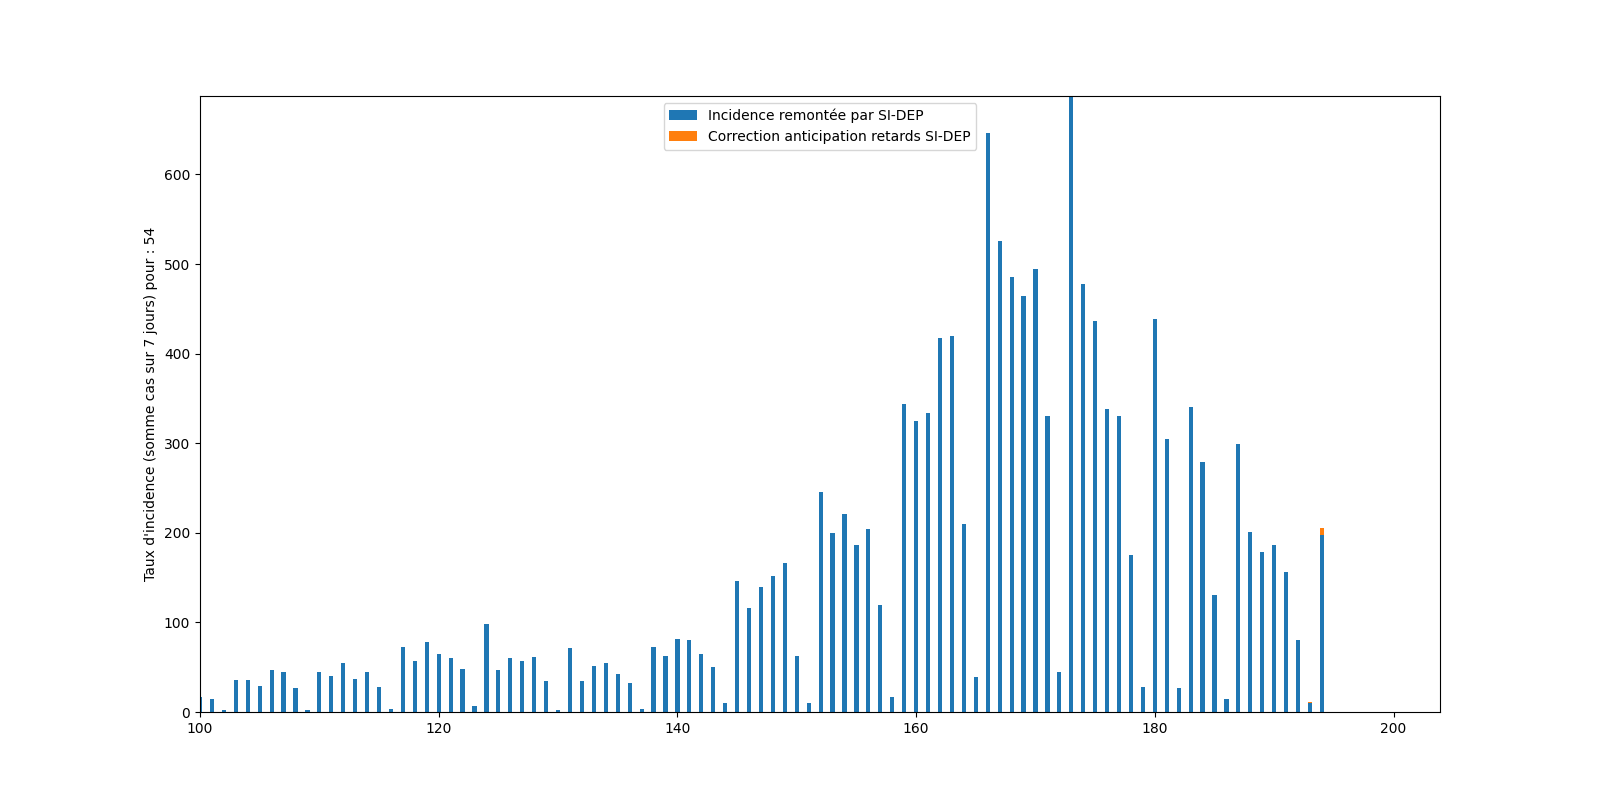 Incidence remontée par SI-DEP
Correction anticipation retards SI-DEP
Taux d'incidence (somme cas sur 7 jours) pour : 54
600
500
400
300
200
100
0
100 120 140 160 180 200